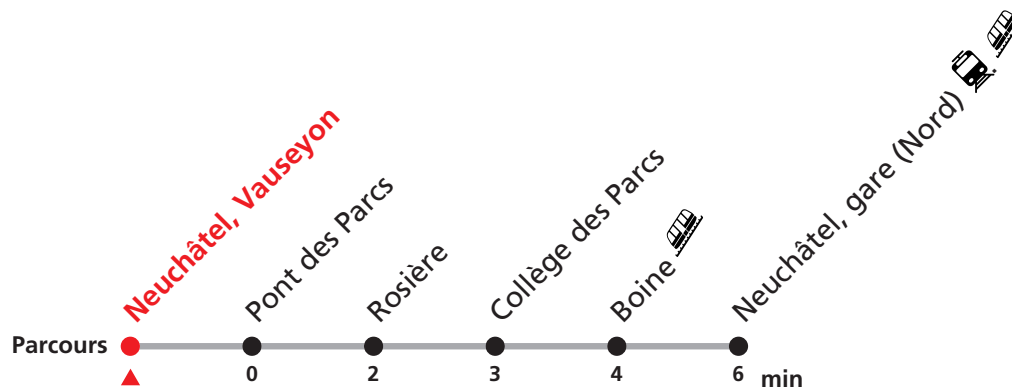 Neuchâtel, Vauseyon
Pont des Parcs
Rosière
Collège des Parcs
Boine
Neuchâtel, gare (Nord)
Parcours
0 2 3 4 6 min